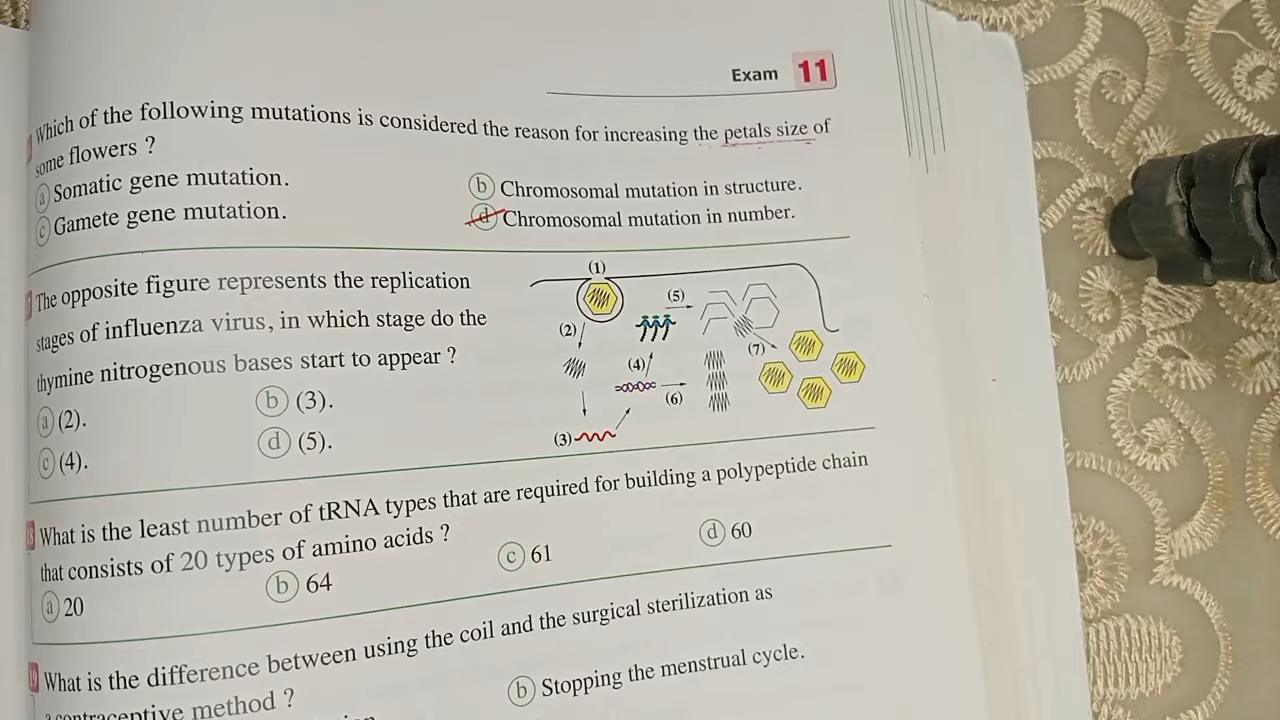 Exam 11
Which of the following mutations is considered the reason for increasing the petals size of
some flowers ?
a Somatic gene mutation.
b Chromosomal mutation in structure.
c Gamete gene mutation.
d Chromosomal mutation in number.
The opposite figure represents the replication
stages of influenza virus, in which stage do the
thymine nitrogenous bases start to appear ?
a (2).
b (3).
c (4).
d (5).
(1)
(2)
(5)
(4)
(7)
(6)
(3)
What is the least number of tRNA types that are required for building a polypeptide chain
that consists of 20 types of amino acids ?
a 20
b 64
c 61
d 60
19 What is the difference between using the coil and the surgical sterilization as
a contraceptive method ?
b Stopping the menstrual cycle.